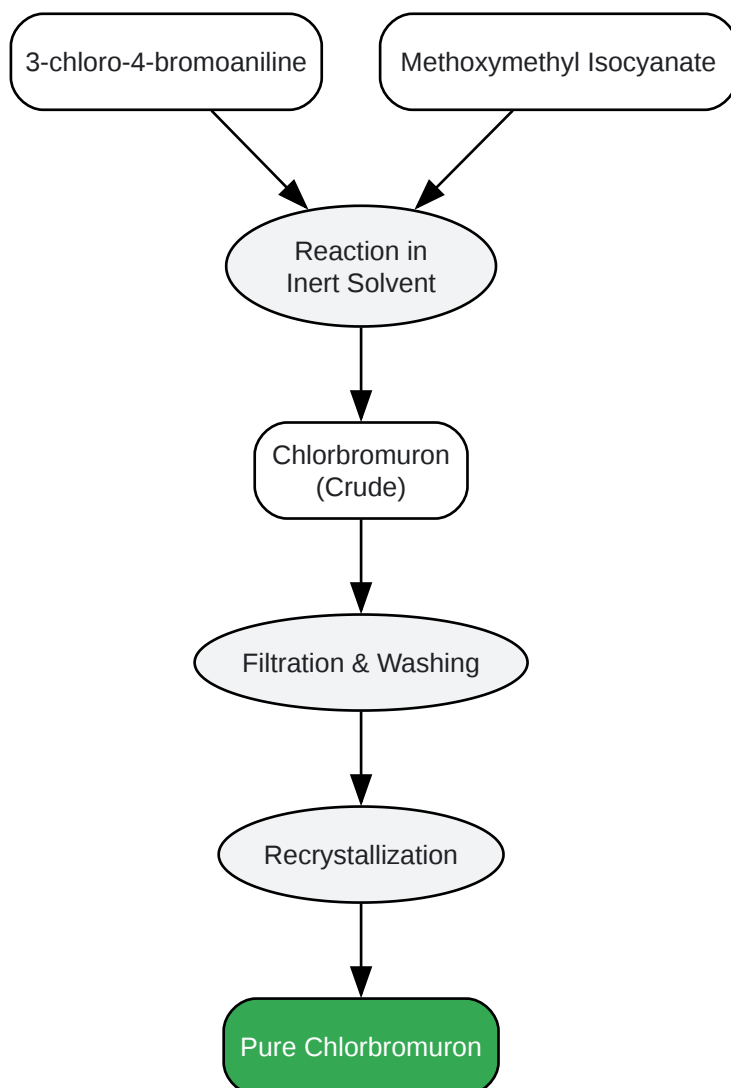 3-chloro-4-bromoaniline
Methoxymethyl Isocyanate
Reaction in
Inert Solvent
Chlorbromuron
(Crude)
Filtration & Washing
Recrystallization
Pure Chlorbromuron